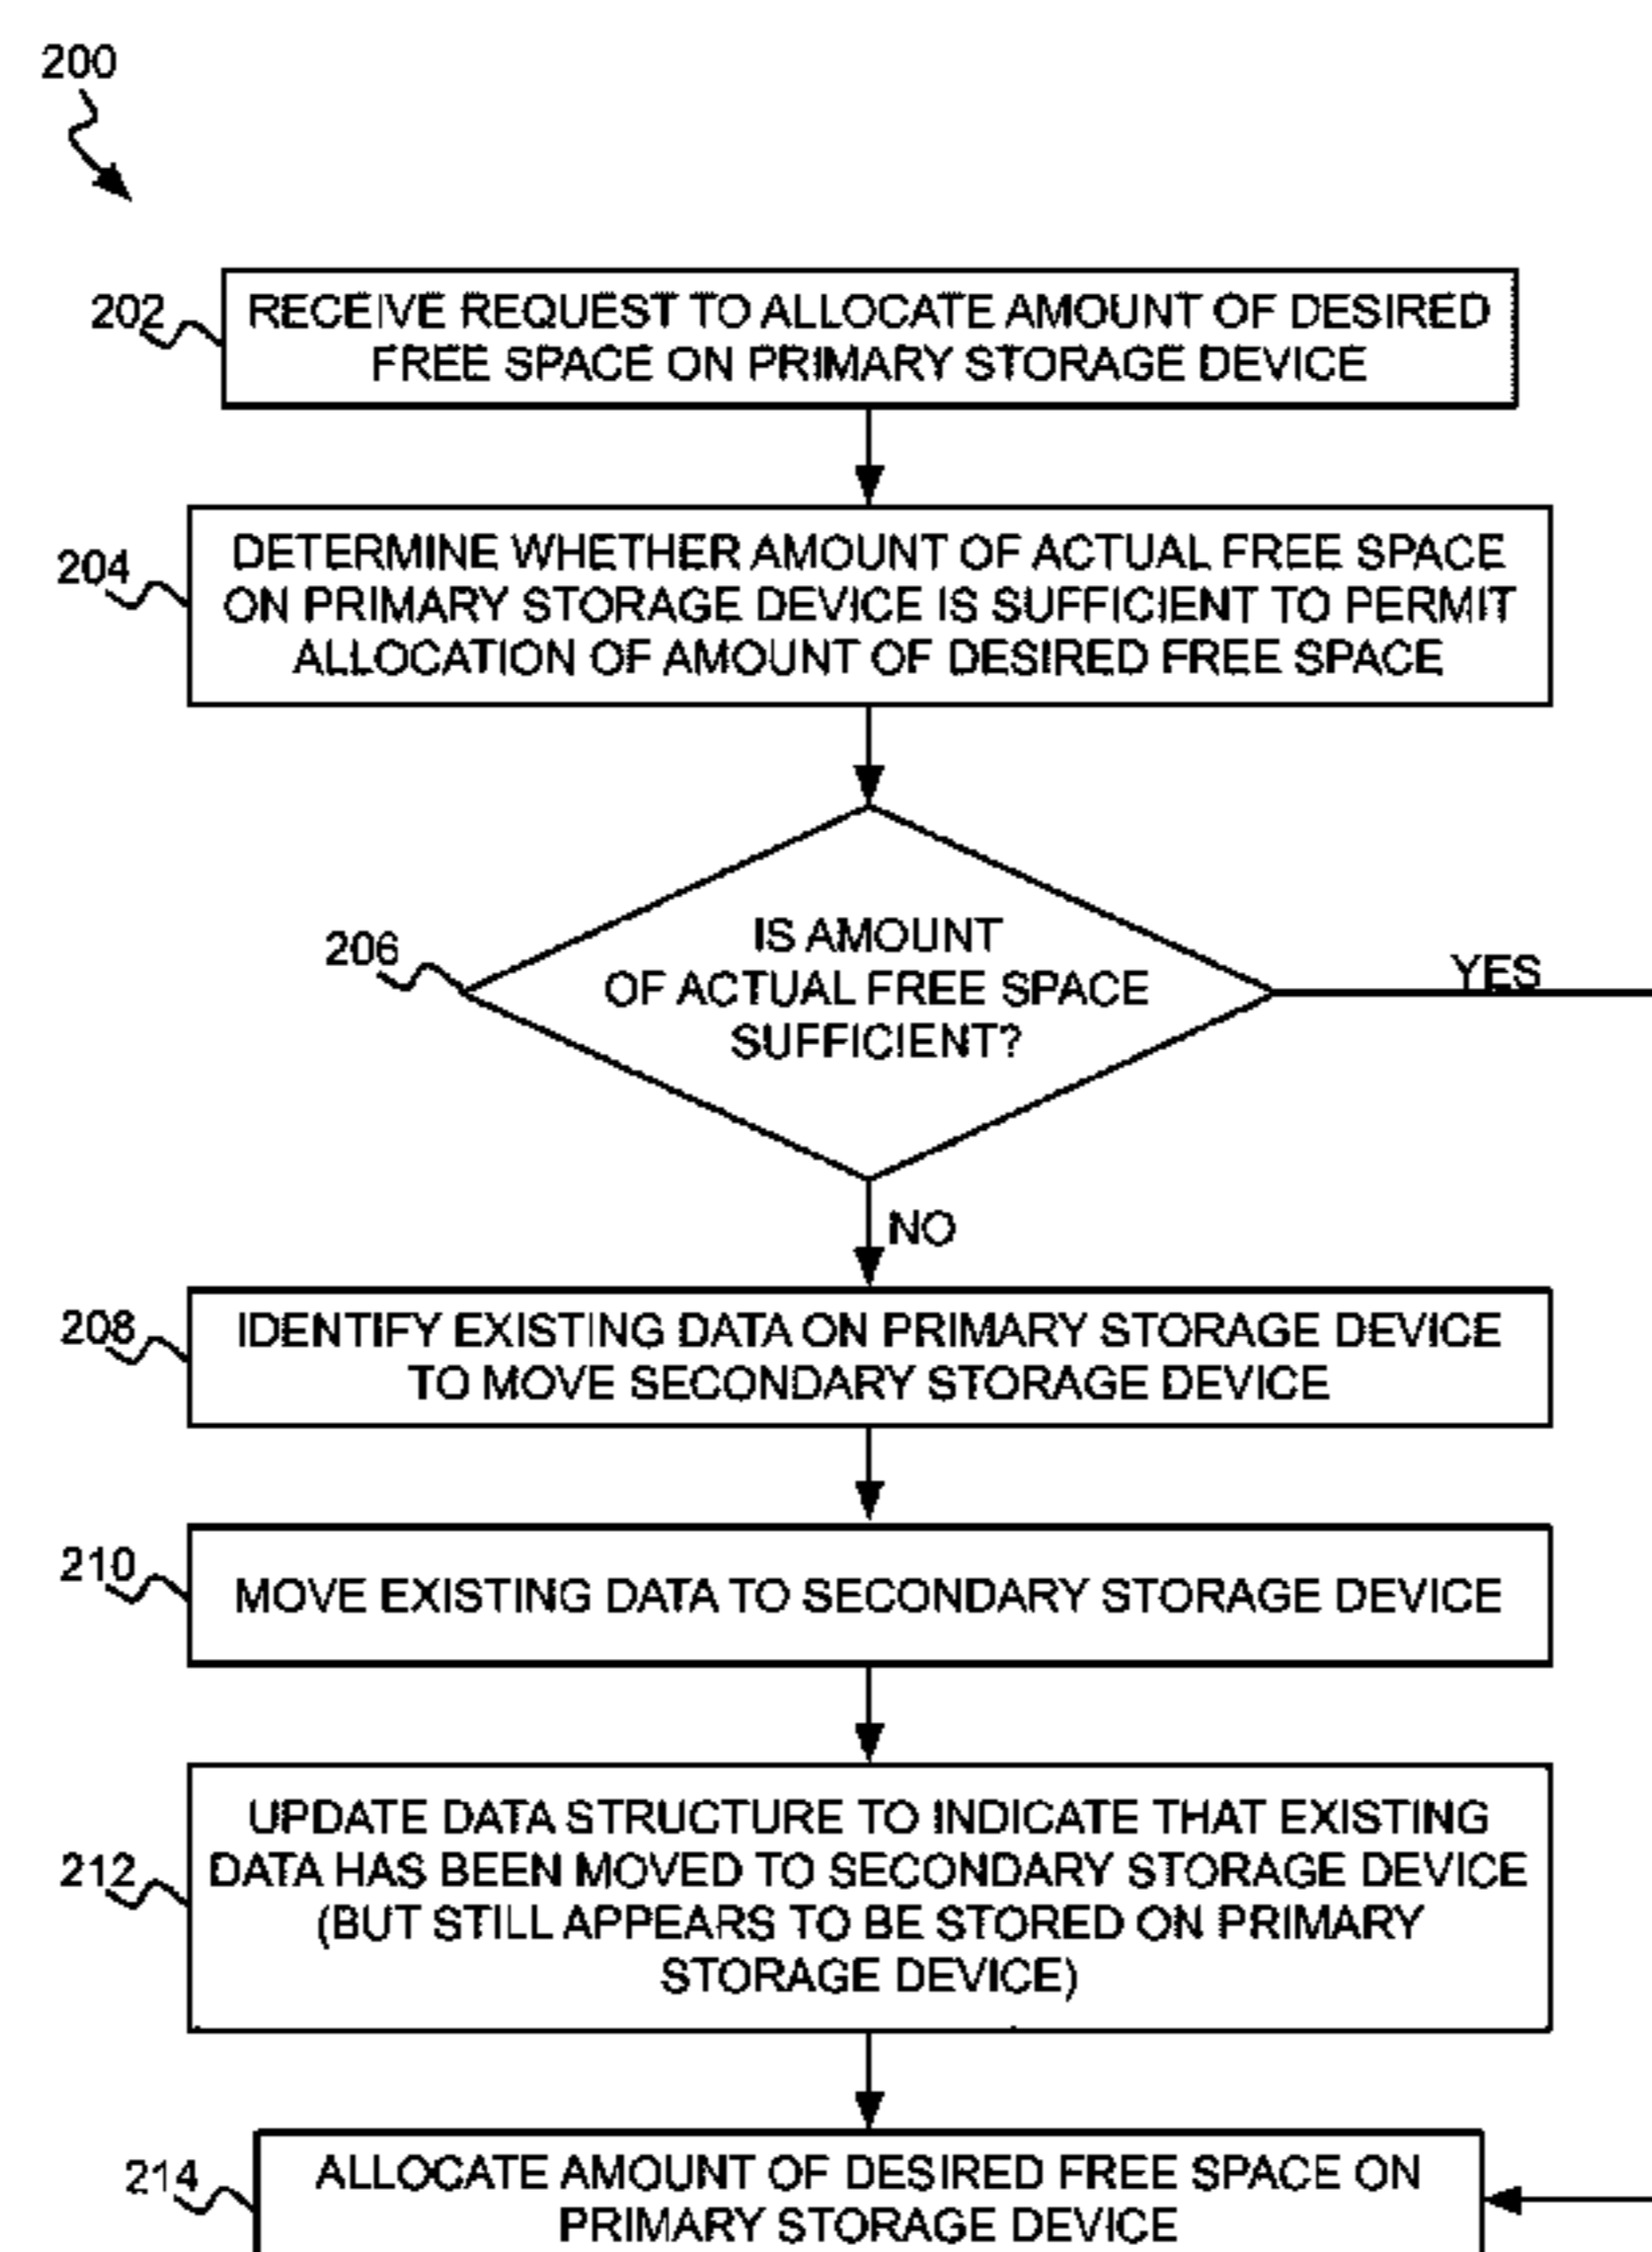 200
202
RECEIVE REQUEST TO ALLOCATE AMOUNT OF DESIRED
FREE SPACE ON PRIMARY STORAGE DEVICE
204
DETERMINE WHETHER AMOUNT OF ACTUAL FREE SPACE
ON PRIMARY STORAGE DEVICE IS SUFFICIENT TO PERMIT
ALLOCATION OF AMOUNT OF DESIRED FREE SPACE
206
IS AMOUNT
OF ACTUAL FREE SPACE
SUFFICIENT?
YES
NO
208
IDENTIFY EXISTING DATA ON PRIMARY STORAGE DEVICE
TO MOVE SECONDARY STORAGE DEVICE
210
MOVE EXISTING DATA TO SECONDARY STORAGE DEVICE
212
UPDATE DATA STRUCTURE TO INDICATE THAT EXISTING
DATA HAS BEEN MOVED TO SECONDARY STORAGE DEVICE
(BUT STILL APPEARS TO BE STORED ON PRIMARY
STORAGE DEVICE)
214
ALLOCATE AMOUNT OF DESIRED FREE SPACE ON
PRIMARY STORAGE DEVICE